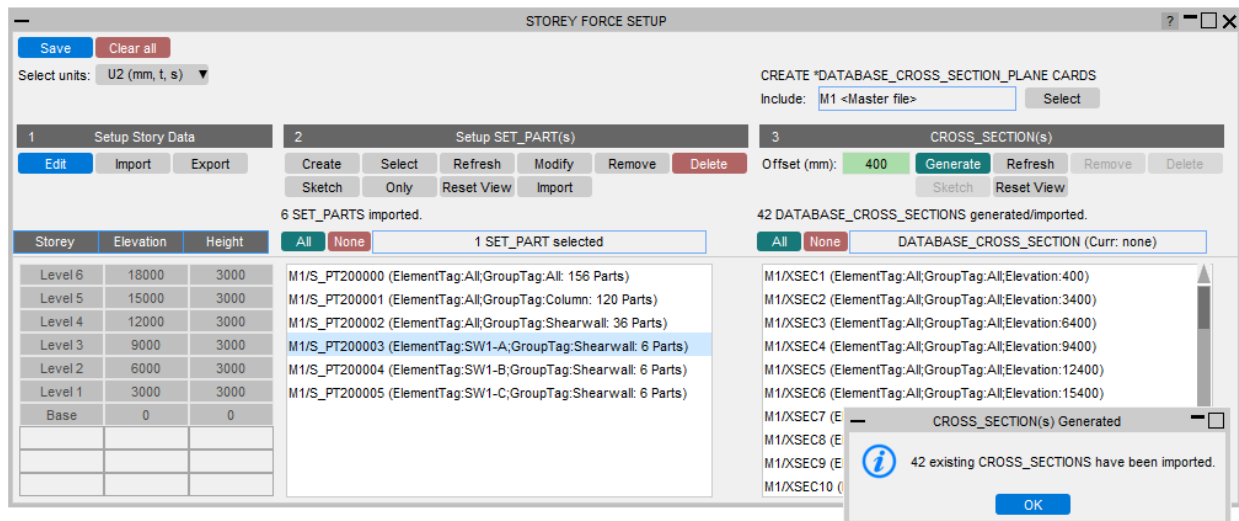 STOREY FORCE SETUP
?
Save Clear all
Select units: U2 (mm, t, s)
CREATE *DATABASE_CROSS_SECTION_PLANE CARDS
Include: M1 <Master file> Select
1 Setup Story Data
Edit Import Export
2 Setup SET_PART(s)
Create Select Refresh Modify Remove Delete
Sketch Only Reset View Import
6 SET_PARTS imported.
All None 1 SET_PART selected
3 CROSS_SECTION(s)
Offset (mm): 400 Generate Refresh Remove Delete
Sketch Reset View
42 DATABASE_CROSS_SECTIONS generated/imported.
All None DATABASE_CROSS_SECTION (Curr: none)
Storey Elevation Height
Level 6 18000 3000
Level 5 15000 3000
Level 4 12000 3000
Level 3 9000 3000
Level 2 6000 3000
Level 1 3000 3000
Base 0 0
M1/S_PT200000 (ElementTag:All;GroupTag:All: 156 Parts)
M1/S_PT200001 (ElementTag:All;GroupTag:Column: 120 Parts)
M1/S_PT200002 (ElementTag:All;GroupTag:Shearwall: 36 Parts)
M1/S_PT200003 (ElementTag:SW1-A;GroupTag:Shearwall: 6 Parts)
M1/S_PT200004 (ElementTag:SW1-B;GroupTag:Shearwall: 6 Parts)
M1/S_PT200005 (ElementTag:SW1-C;GroupTag:Shearwall: 6 Parts)
M1/XSEC1 (ElementTag:All;GroupTag:All;Elevation:400)
M1/XSEC2 (ElementTag:All;GroupTag:All;Elevation:3400)
M1/XSEC3 (ElementTag:All;GroupTag:All;Elevation:6400)
M1/XSEC4 (ElementTag:All;GroupTag:All;Elevation:9400)
M1/XSEC5 (ElementTag:All;GroupTag:All;Elevation:12400)
M1/XSEC6 (ElementTag:All;GroupTag:All;Elevation:15400)
M1/XSEC7 (E
M1/XSEC8 (E
M1/XSEC9 (E
M1/XSEC10 (
CROSS_SECTION(s) Generated
42 existing CROSS_SECTIONS have been imported.
OK